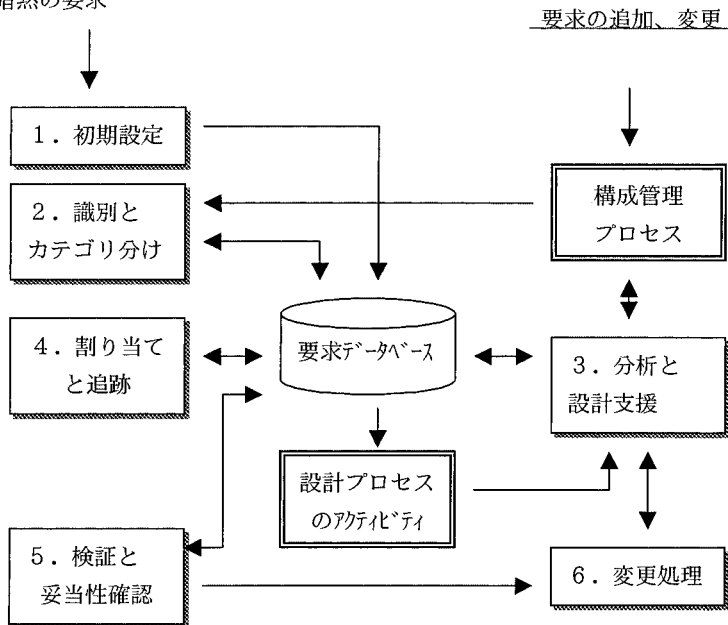 暗黙の要求
要求の追加、変更
1．初期設定
2．識別と
カテゴリ分け
構成管理
プロセス
4．割り当て
と追跡
要求ﾃﾞｰﾀﾍﾞｰｽ
3．分析と
設計支援
設計プロセス
のｱｸﾃｨﾋﾞﾃｨ
5．検証と
妥当性確認
6．変更処理